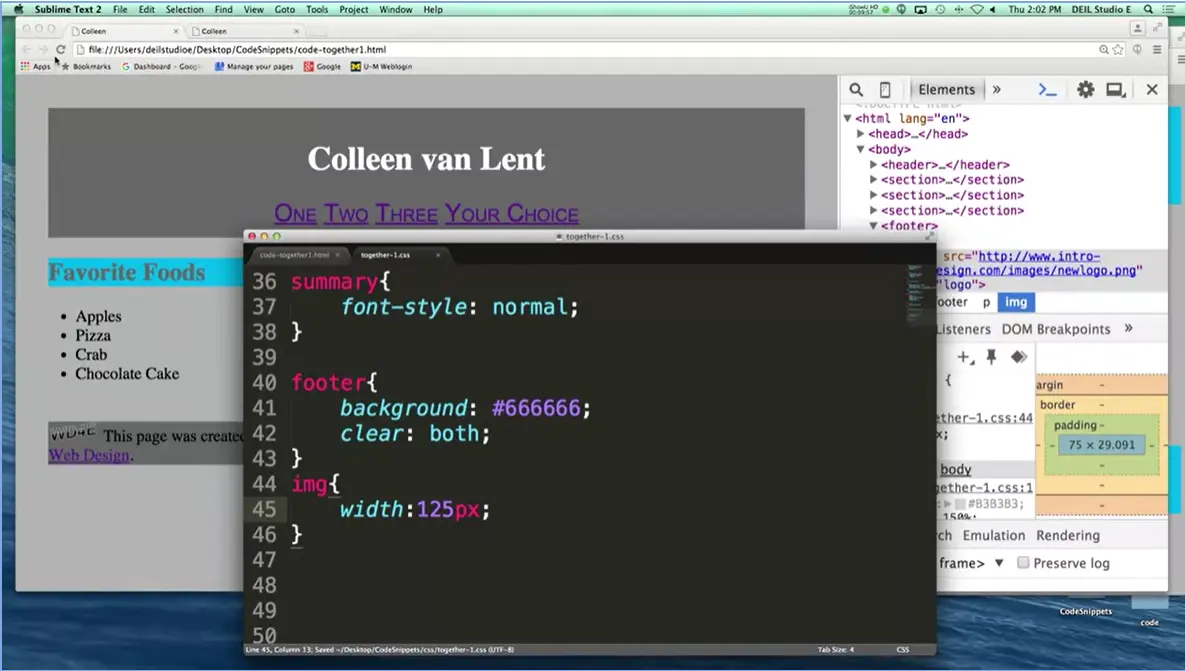 Sublime Text 2 File Edit Selection Find View Goto Tools Project Window Help Thu 2:02 PM DEIL Studio E
Colleen Colleen
file:///Users/deilstudioe/Desktop/CodeSnippets/code-together1.html
Apps Bookmarks Dashboard - Goog Manage your pages Google U-M Weblogin
Elements »
<!DOCTYPE html>
<html lang="en">
<head>…</head>
<body>
<header>…</header>
<section>…</section>
<section>…</section>
<section>…</section>
<footer>
src="http://www.intro-
esign.com/images/newlogo.png"
"logo">
ooter p img
Listeners DOM Breakpoints »
{
ether-1.css:44
x;
body
ether-1.css:1
#B3B3B3;
150%;
argin -
border -
padding -
- 75 × 29.091 -
-
-
-
rch Emulation Rendering
frame> ▼ Preserve log
Colleen van Lent
One Two Three Your Choice
Favorite Foods
• Apples
• Pizza
• Crab
• Chocolate Cake
WD4E This page was created
Web Design.
together-1.css
code-together1.html together-1.css
36 summary{
37 font-style: normal;
38 }
39
40 footer{
41 background: #666666;
42 clear: both;
43 }
44 img{
45 width:125px;
46 }
47
48
49
50
Line 45, Column 13; Saved ~/Desktop/CodeSnippets/css/together-1.css (UTF-8) Tab Size: 4 CSS
CodeSnippets
code